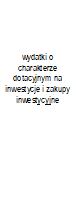 wydatki o
charakterze
dotacyjnym na
inwestycje i zakupy
inwestycyjne